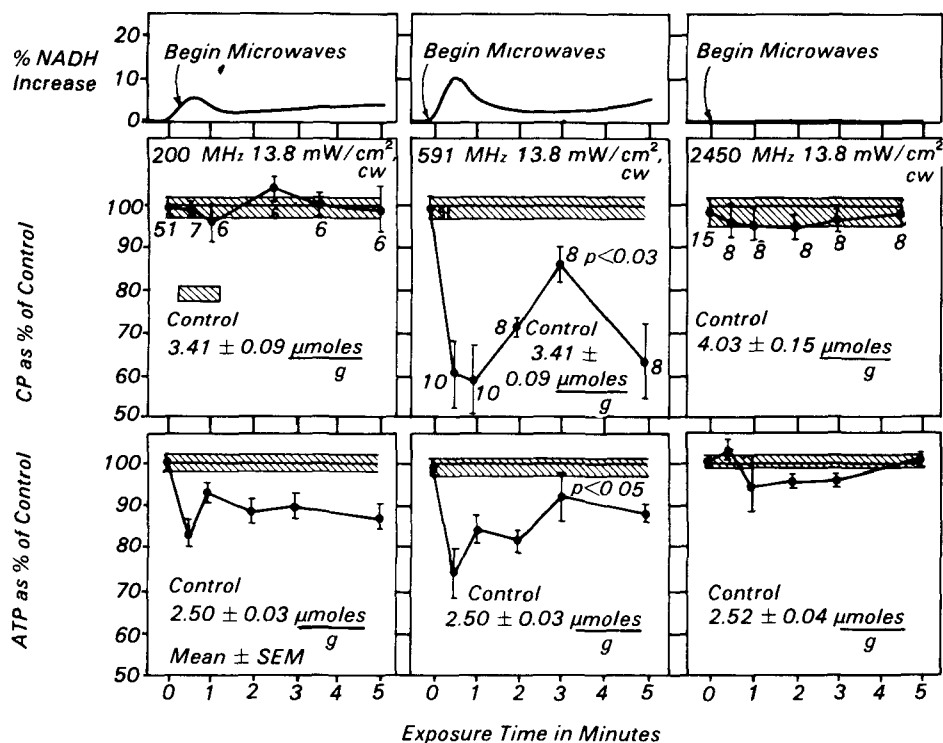 % NADH
Increase
25
20
10
0
Begin Microwaves
Begin Microwaves
Begin Microwaves
CP as % of Control
100
90
80
70
60
50
200 MHz 13.8 mW/cm²,
cw
51
7
6
6
6
6
Control
3.41 ± 0.09 µmoles
g
591 MHz 13.8 mW/cm²,
cw
51
10
10
8
8 p<0.03
8
Control
3.41 ±
0.09 µmoles
g
2450 MHz 13.8 mW/cm²
cw
15
8
8
8
8
8
Control
4.03 ± 0.15 µmoles
g
ATP as % of Control
100
90
80
70
60
50
Control
2.50 ± 0.03 µmoles
g
Mean ± SEM
p<0 05
Control
2.50 ± 0.03 µmoles
g
Control
2.52 ± 0.04 µmoles
g
0 1 2 3 4 5
0 1 2 3 4 5
0 1 2 3 4 5
Exposure Time in Minutes